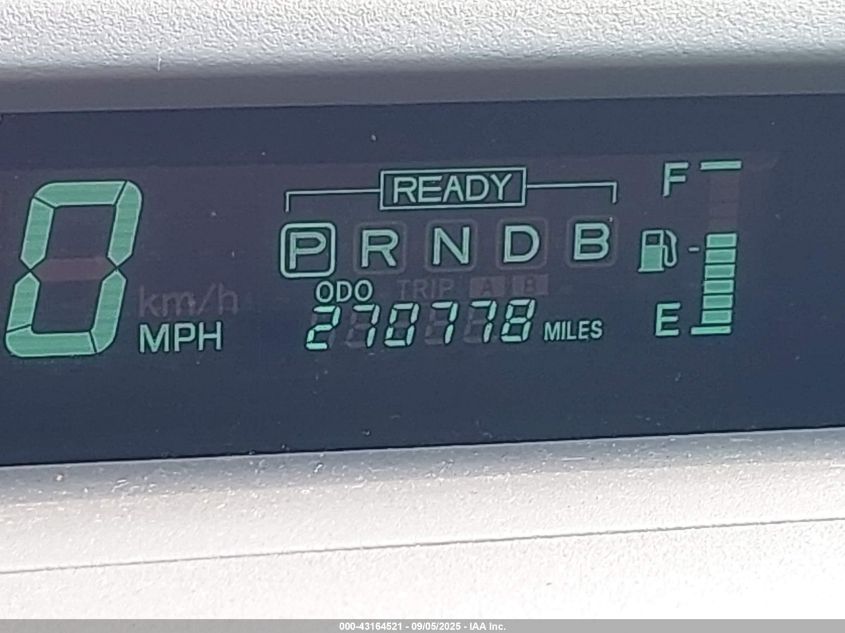 READY
F
P R N D B
0
km/h
ODO TRIP A B
MPH
270778 MILES
E
000-43164521 - 09/05/2025 - IAA Inc.